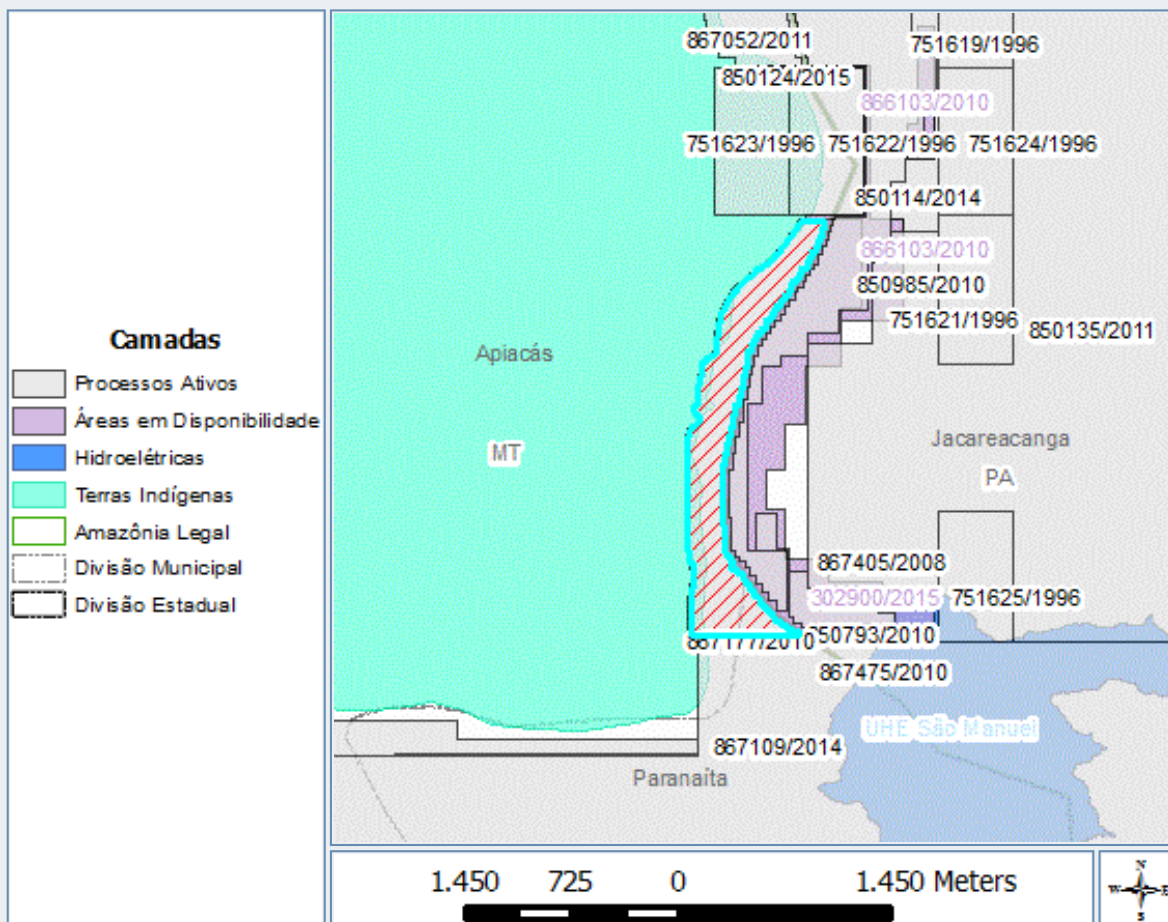 Camadas
Processos Ativos
Áreas em Disponibilidade
Hidroelétricas
Terras Indígenas
Amazônia Legal
Divisão Municipal
Divisão Estadual
867052/2011
751619/1996
850124/2015
866103/2010
751623/1996
751622/1996
751624/1996
850114/2014
866103/2010
850985/2010
751621/1996
850135/2011
Apiacás
MT
Jacareacanga
PA
867405/2008
302900/2015
751625/1996
867177/2010
850793/2010
867475/2010
UHE São Manuel
867109/2014
Paranaíta
1.450 725 0 1.450 Meters
N
W E
S